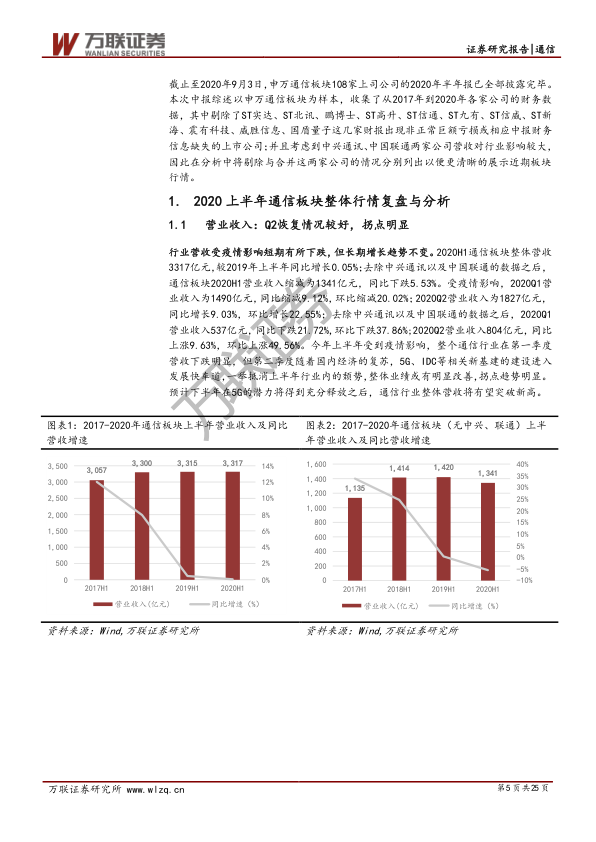 万联证券
WANLIAN SECURITIES
证券研究报告|通信
截止至2020年9月3日,申万通信板块108家上司公司的2020年半年报已全部披露完毕。
本次中报综述以申万通信板块为样本，收集了从2017年到2020年各家公司的财务数
据，其中剔除了ST实达、ST北讯、鹏博士、ST高升、ST信通、ST九有、ST信威、ST新
海、震有科技、威胜信息、国盾量子这几家财报出现非正常巨额亏损或相应中报财务
信息缺失的上市公司;并且考虑到中兴通讯、中国联通两家公司营收对行业影响较大,
因此在分析中将剔除与合并这两家公司的情况分别列出以便更清晰的展示近期板块
行情。
1. 2020上半年通信板块整体行情复盘与分析
1.1 营业收入：Q2恢复情况较好，拐点明显
行业营收受疫情影响短期有所下跌,但长期增长趋势不变。2020H1通信板块整体营收
3317亿元,较2019年上半年同比增长0.05%;去除中兴通讯以及中国联通的数据之后，
通信板块2020H1营业收入缩减为1341亿元，同比下跌5.53%。受疫情影响，2020Q1营
业收入为1490亿元,同比缩减9.12%,环比缩减20.02%;2020Q2营业收入为1827亿元,
同比增长9.03%，环比增长22.55%; 去除中兴通讯以及中国联通的数据之后，2020Q1
营业收入537亿元,同比下跌21.72%,环比下跌37.86%;2020Q2营业收入804亿元,同比
上涨9.63%，环比上涨49.56%。今年上半年受到疫情影响，整个通信行业在第一季度
营收下跌明显，但第二季度随着国内经济的复苏，5G、IDC等相关新基建的建设进入
发展快车道,一举抵消上半年行业内的颓势,整体业绩或有明显改善,拐点趋势明显。
预计下半年在5G的潜力将得到充分释放之后，通信行业整体营收将有望突破新高。
万联证券
图表1：2017-2020年通信板块上半年营业收入及同比
营收增速
3,500
3,000
2,500
2,000
1,500
1,000
500
0
3,057
3,300
3,315
3,317
14%
12%
10%
8%
6%
4%
2%
0%
2017H1 2018H1 2019H1 2020H1
营业收入(亿元) 同比增速 (%)
资料来源：Wind,万联证券研究所
图表2：2017-2020年通信板块（无中兴、联通）上半
年营业收入及同比营收增速
1,600
1,400
1,200
1,000
800
600
400
200
0
1,135
1,414
1,420
1,341
40%
35%
30%
25%
20%
15%
10%
5%
0%
-5%
-10%
2017H1 2018H1 2019H1 2020H1
营业收入(亿元) 同比增速 (%)
资料来源：Wind,万联证券研究所
万联证券研究所 www.wlzq.cn
第5页共25页